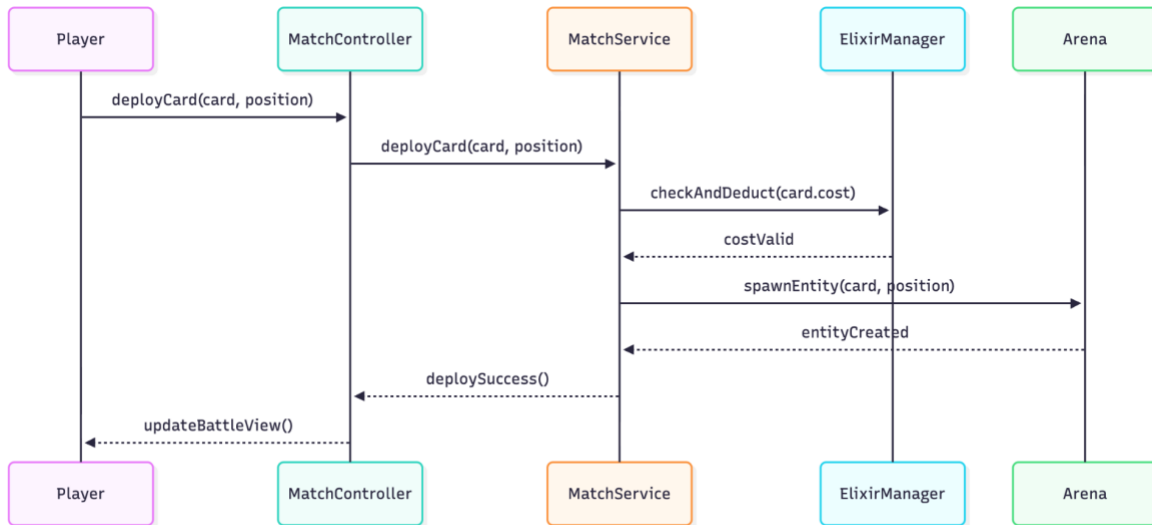 Player
MatchController
MatchService
ElixirManager
Arena
deployCard(card, position)
deployCard(card, position)
checkAndDeduct(card.cost)
costValid
spawnEntity(card, position)
entityCreated
deploySuccess()
updateBattleView()
Player
MatchController
MatchService
ElixirManager
Arena